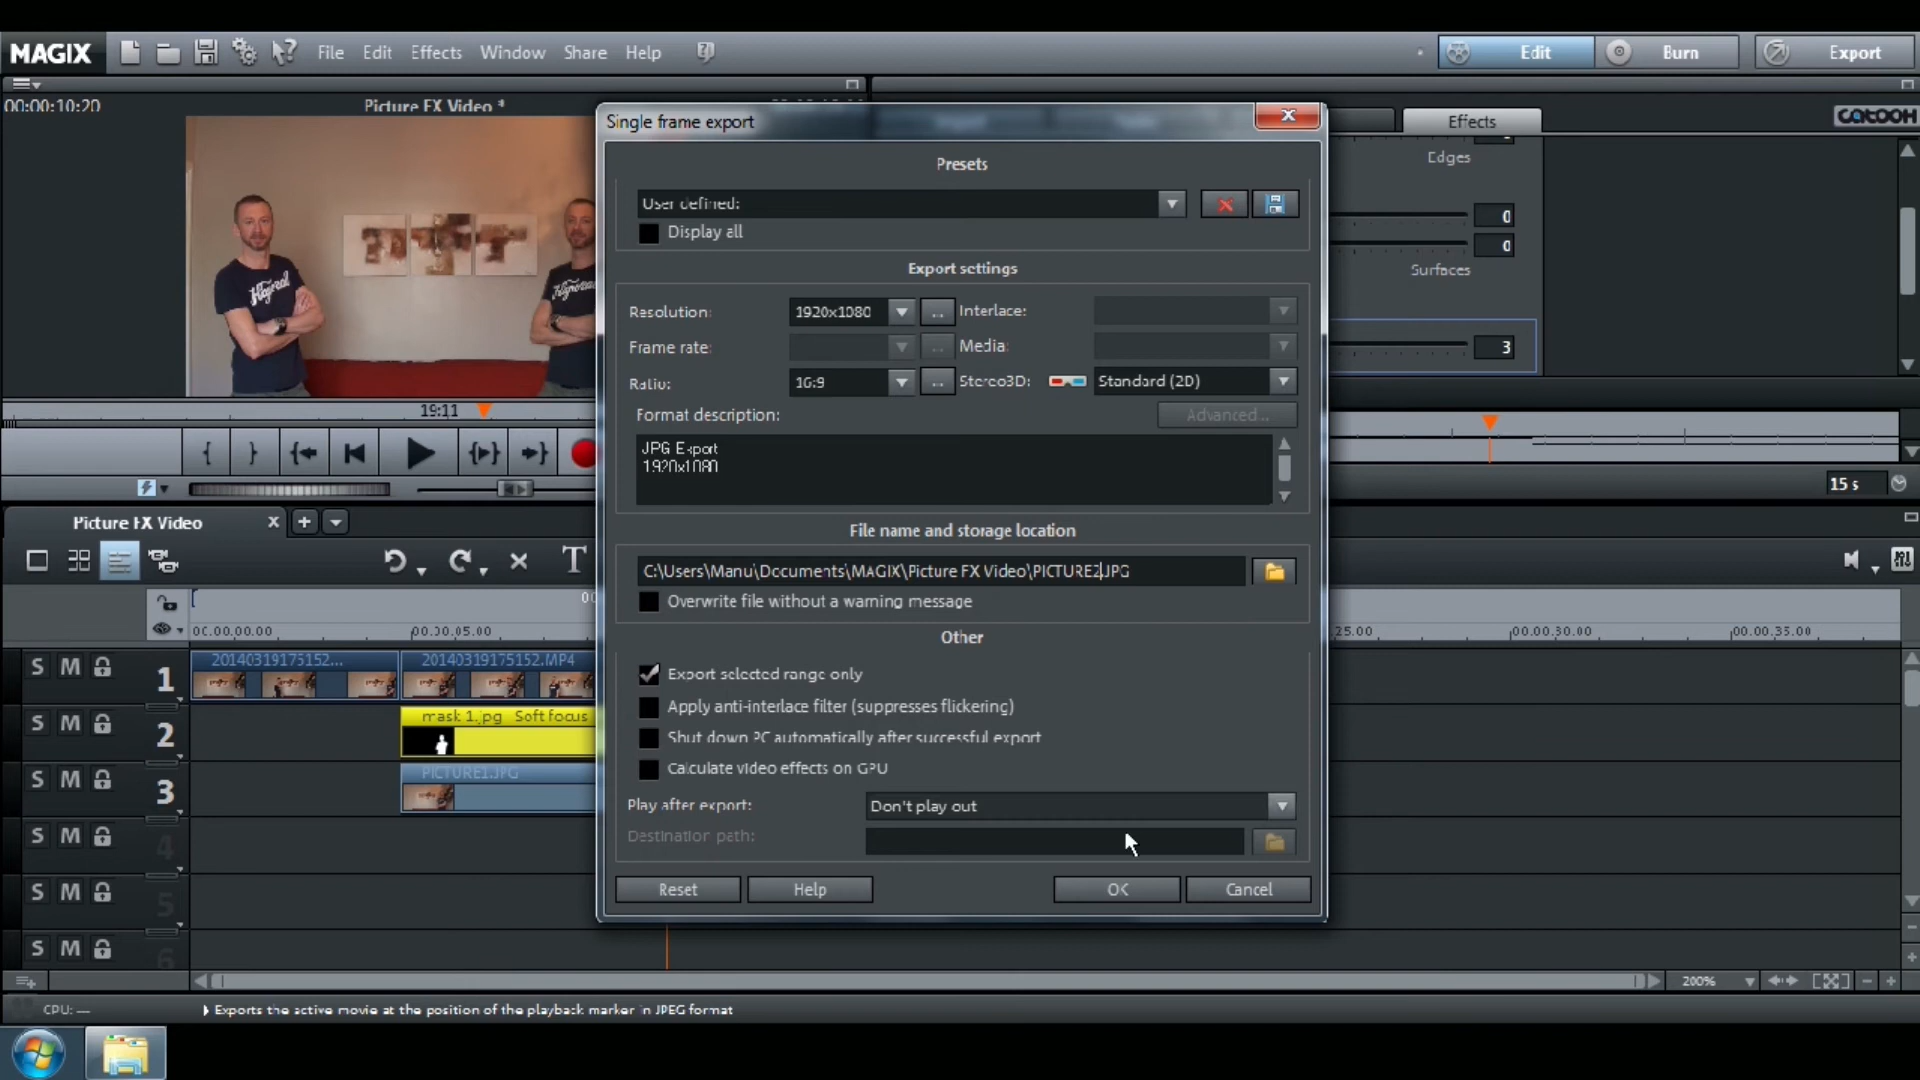 MAGIX File Edit Effects Window Share Help Edit Burn Export
00:00:10:20 Picture FX Video *
Single frame export
Effects
CATOOH
Presets
Edges
User defined:
0
Display all
0
Export settings
Surfaces
Resolution: 1920x1080 ... Interlace:
Frame rate: ... Media:
3
Ratio: 16:9 ... Stereo3D: Standard (2D)
19:11
Format description: Advanced...
JPG Export
1920x1080
15 s
Picture FX Video
File name and storage location
T
C:\Users\Manu\Documents\MAGIX\Picture FX Video\PICTURE2.JPG
Overwrite file without a warning message
00:00:00:00 00:00:05:00 25:00 00:00:30:00 00:00:35:00
Other
S M 1 20140319175152... 20140319175152.MP4
Export selected range only
S M 2 mask 1.jpg Soft focus
Apply anti-interlace filter (suppresses flickering)
Shut down PC automatically after successful export
S M 3 PICTURE1.JPG
Calculate video effects on GPU
Play after export: Don't play out
S M 4
Destination path:
S M 5
Reset Help OK Cancel
S M 6
200%
CPU: — Exports the active movie at the position of the playback marker in JPEG format